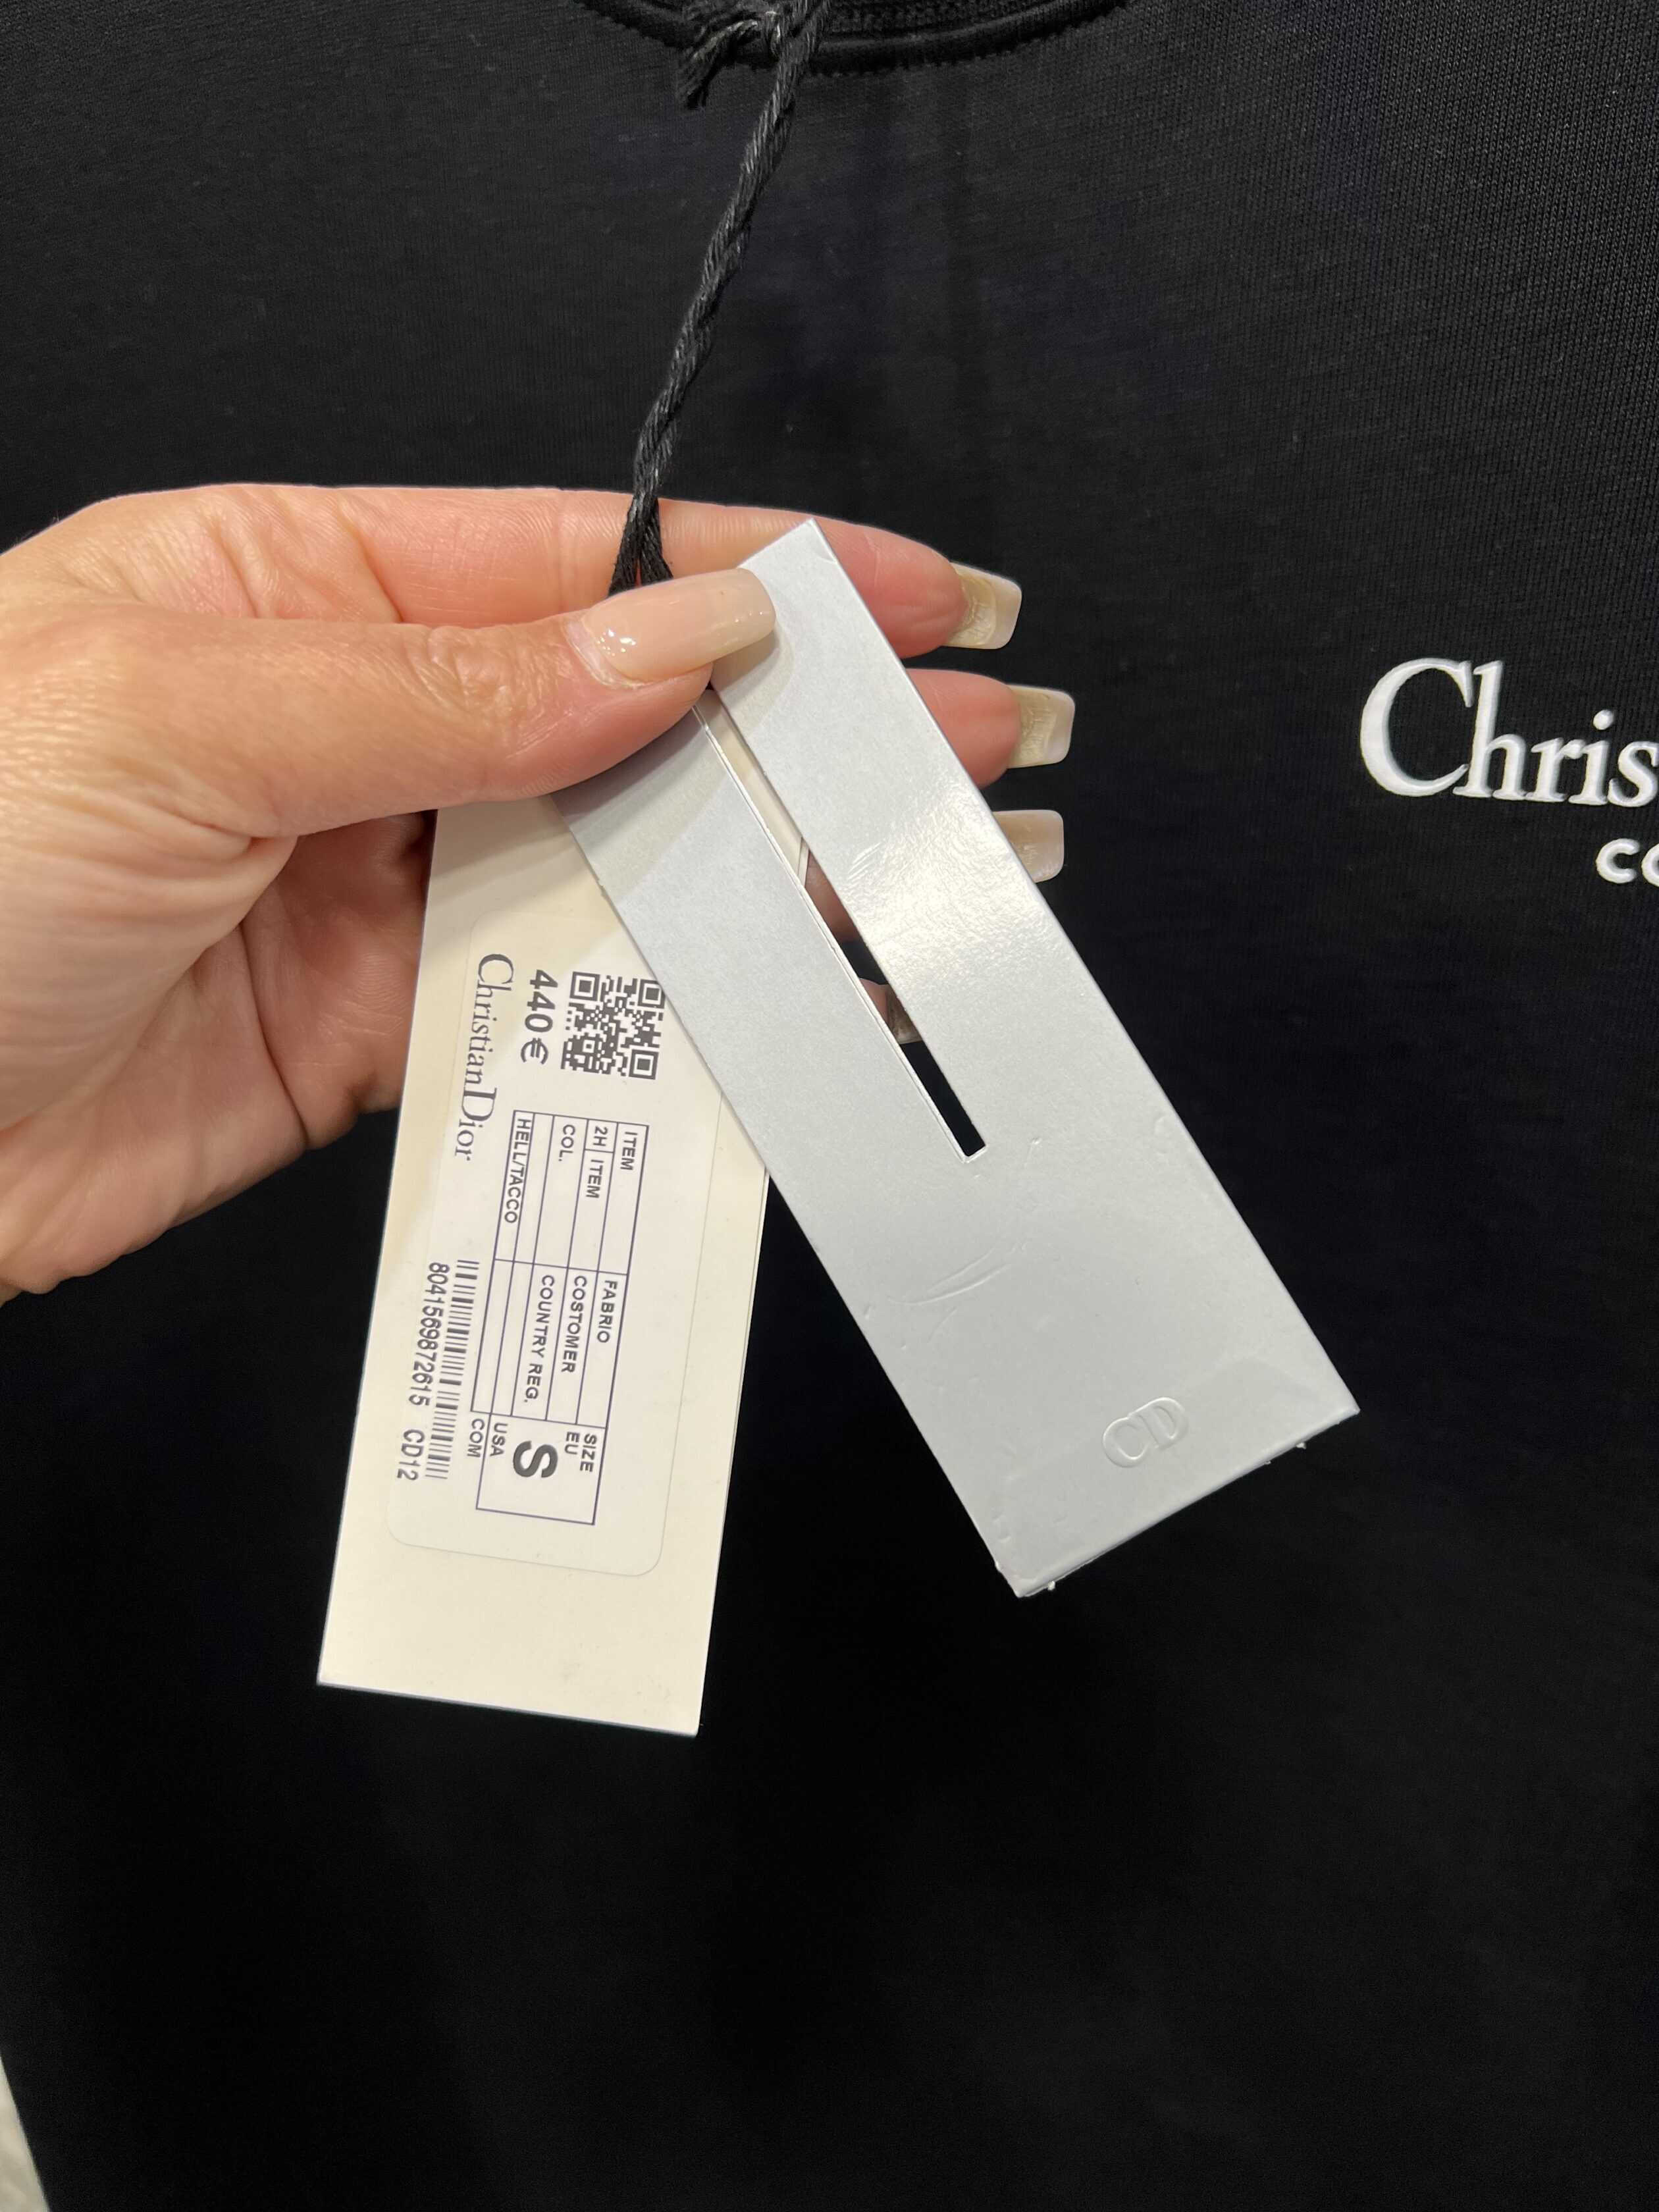 Chris
CO
ChristianDior
440€
ITEM
FABRIO
SIZE
2H ITEM
COSTOMER
EU
COL.
COUNTRY REG.
S
HELL/TACCO
USA
COM
8041569872615 CD12
CD